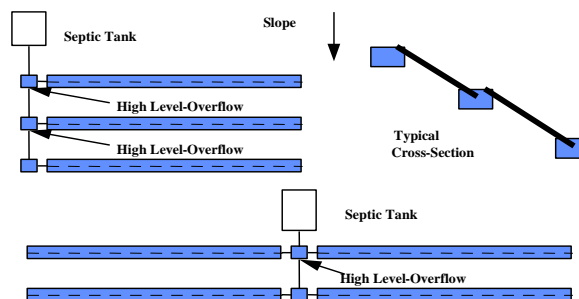 Slope
Septic Tank
High Level-Overflow
Typical
Cross-Section
High Level-Overflow
Septic Tank
High Level-Overflow